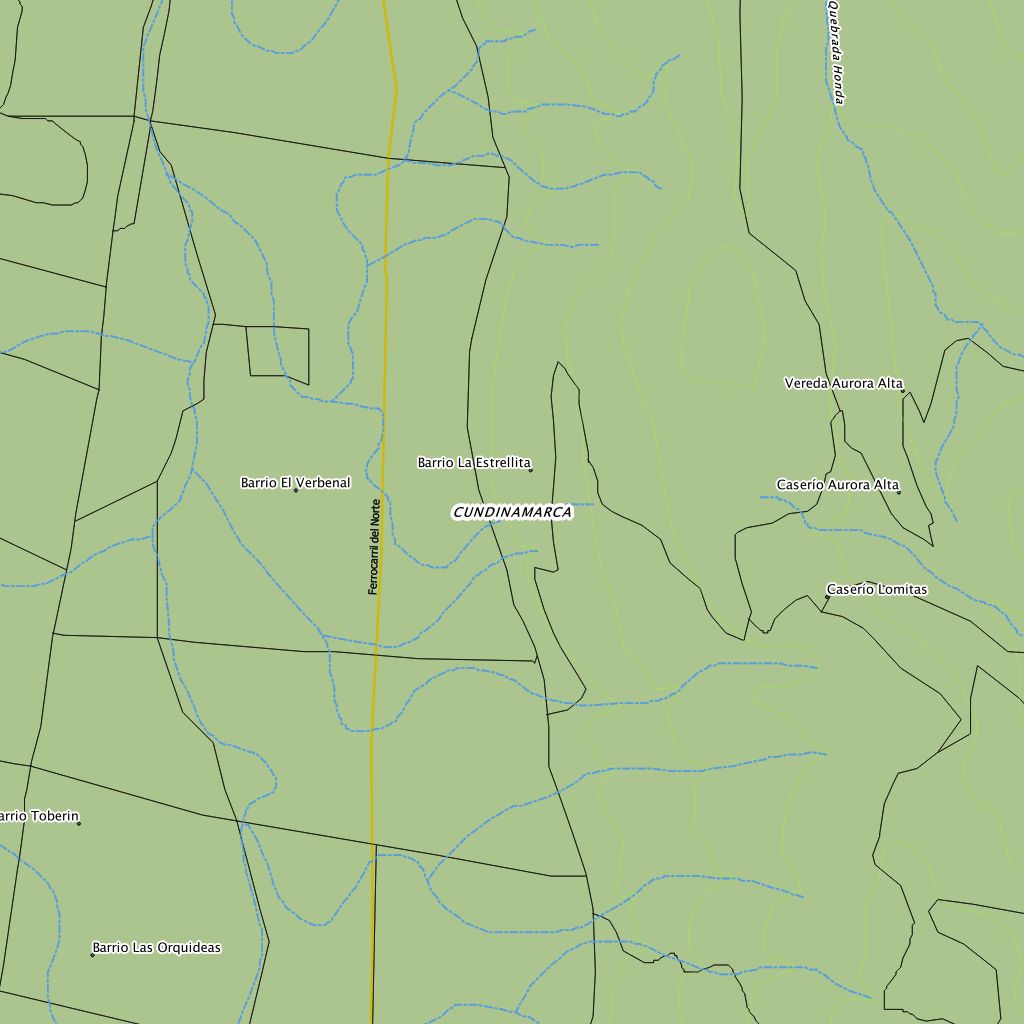 Quebrada Honda
Vereda Aurora Alta
Barrio La Estrellita
Barrio El Verbenal
Caserío Aurora Alta
CUNDINAMARCA
Ferrocarril del Norte
Caserío Lomitas
arrio Toberin
Barrio Las Orquideas